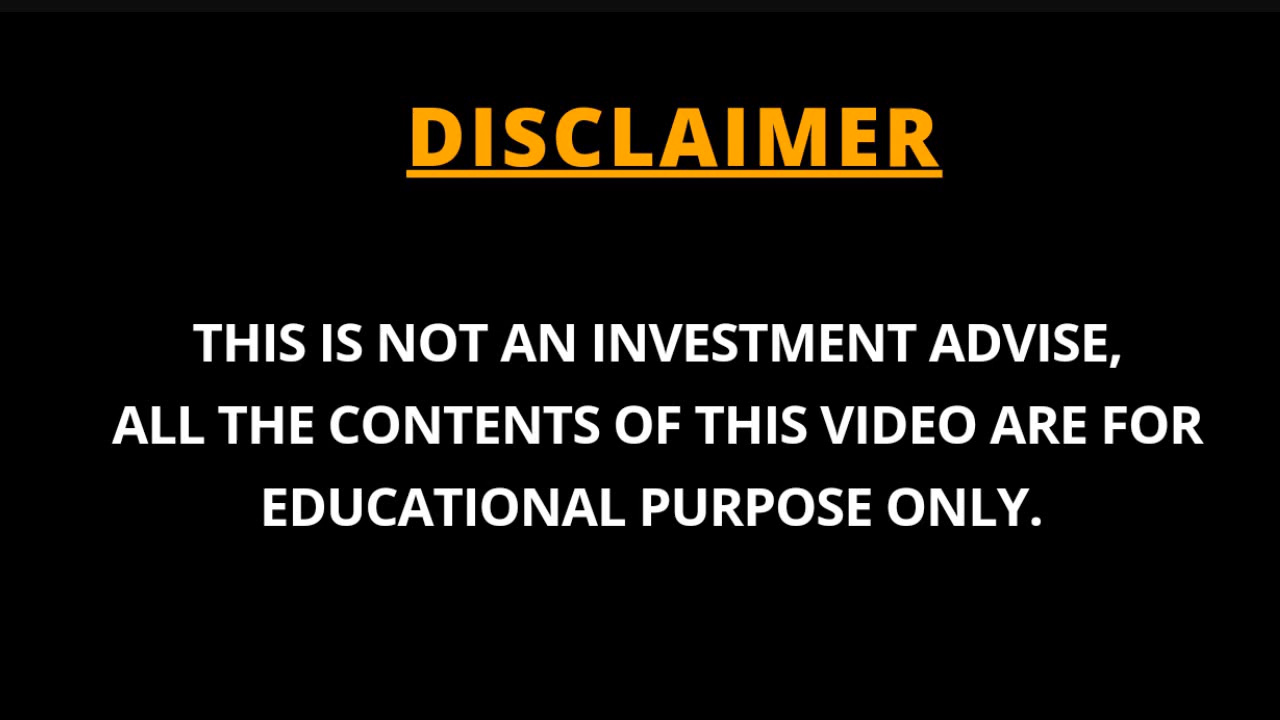 DISCLAIMER
THIS IS NOT AN INVESTMENT ADVISE,
ALL THE CONTENTS OF THIS VIDEO ARE FOR
EDUCATIONAL PURPOSE ONLY.